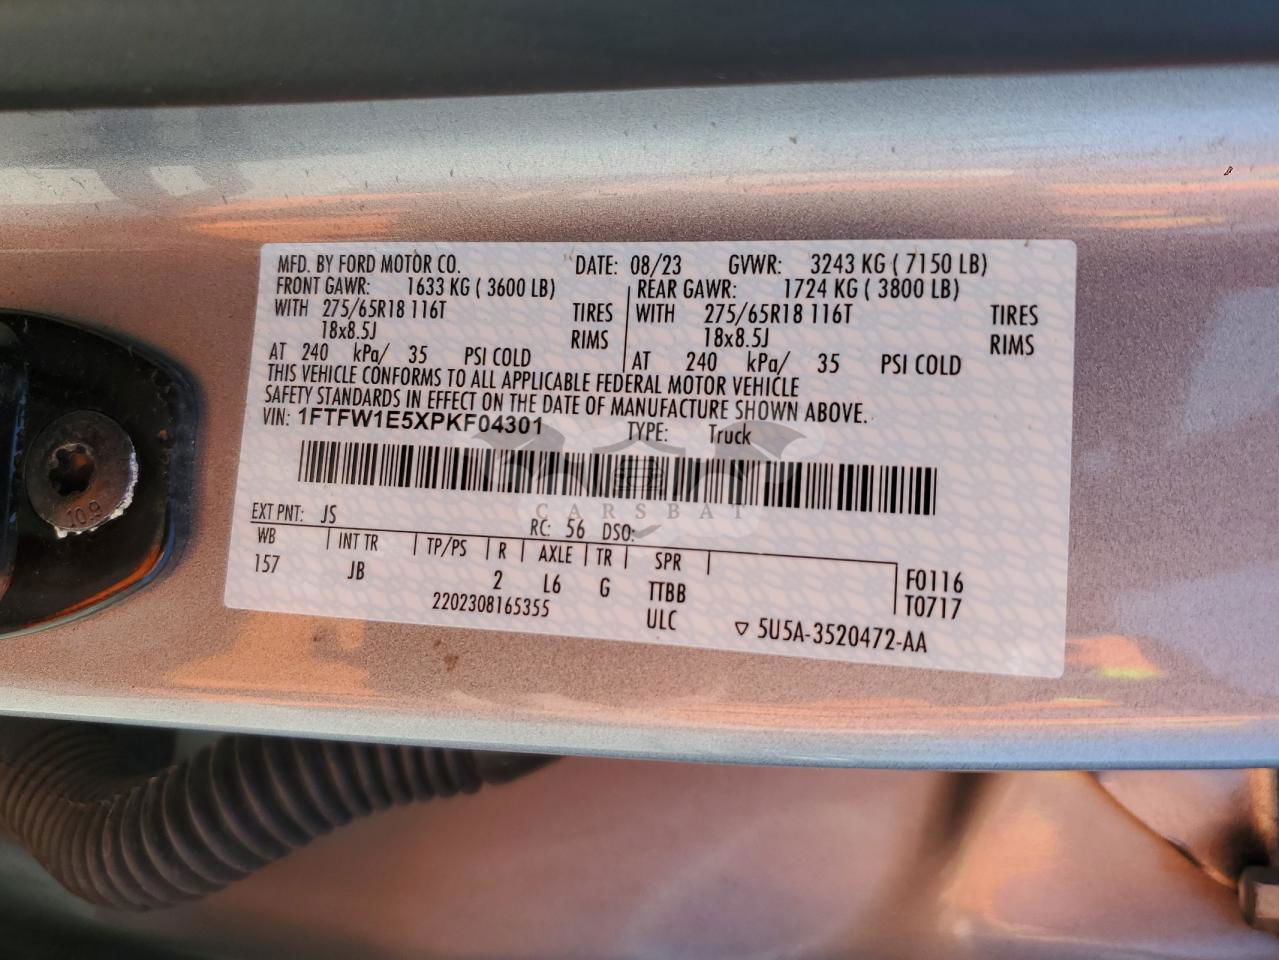 MFD. BY FORD MOTOR CO. DATE: 08/23 GVWR: 3243 KG ( 7150 LB)
FRONT GAWR: 1633 KG ( 3600 LB) REAR GAWR: 1724 KG ( 3800 LB)
WITH 275/65R18 116T TIRES WITH 275/65R18 116T TIRES
18x8.5J RIMS 18x8.5J RIMS
AT 240 kPa/ 35 PSI COLD AT 240 kPa/ 35 PSI COLD
THIS VEHICLE CONFORMS TO ALL APPLICABLE FEDERAL MOTOR VEHICLE
SAFETY STANDARDS IN EFFECT ON THE DATE OF MANUFACTURE SHOWN ABOVE.
VIN: 1FTFW1E5XPKF04301 TYPE: Truck
CARSBAT
EXT PNT: JS RC: 56 DSO:
WB INT TR TP/PS R AXLE TR SPR
157 JB 2 L6 G TTBB F0116
2202308165355 ULC T0717
5U5A-3520472-AA
10.9